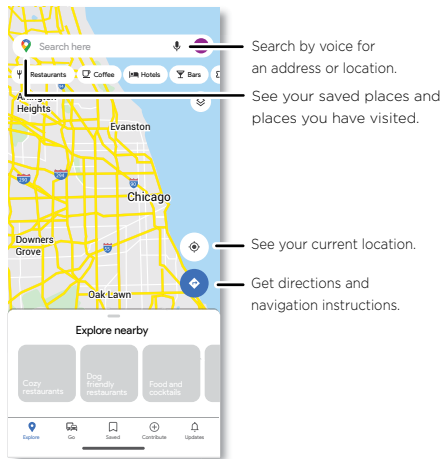 Search here
Restaurants Coffee Hotels Bars
Heights
Evanston
294
90
Chicago
Downers
Grove
Oak Lawn
Explore nearby
Cozy
restaurants
Dog
friendly
restaurants
Food and
cocktails
Explore Go Saved Contribute Updates
Search by voice for
an address or location.
See your saved places and
places you have visited.
See your current location.
Get directions and
navigation instructions.